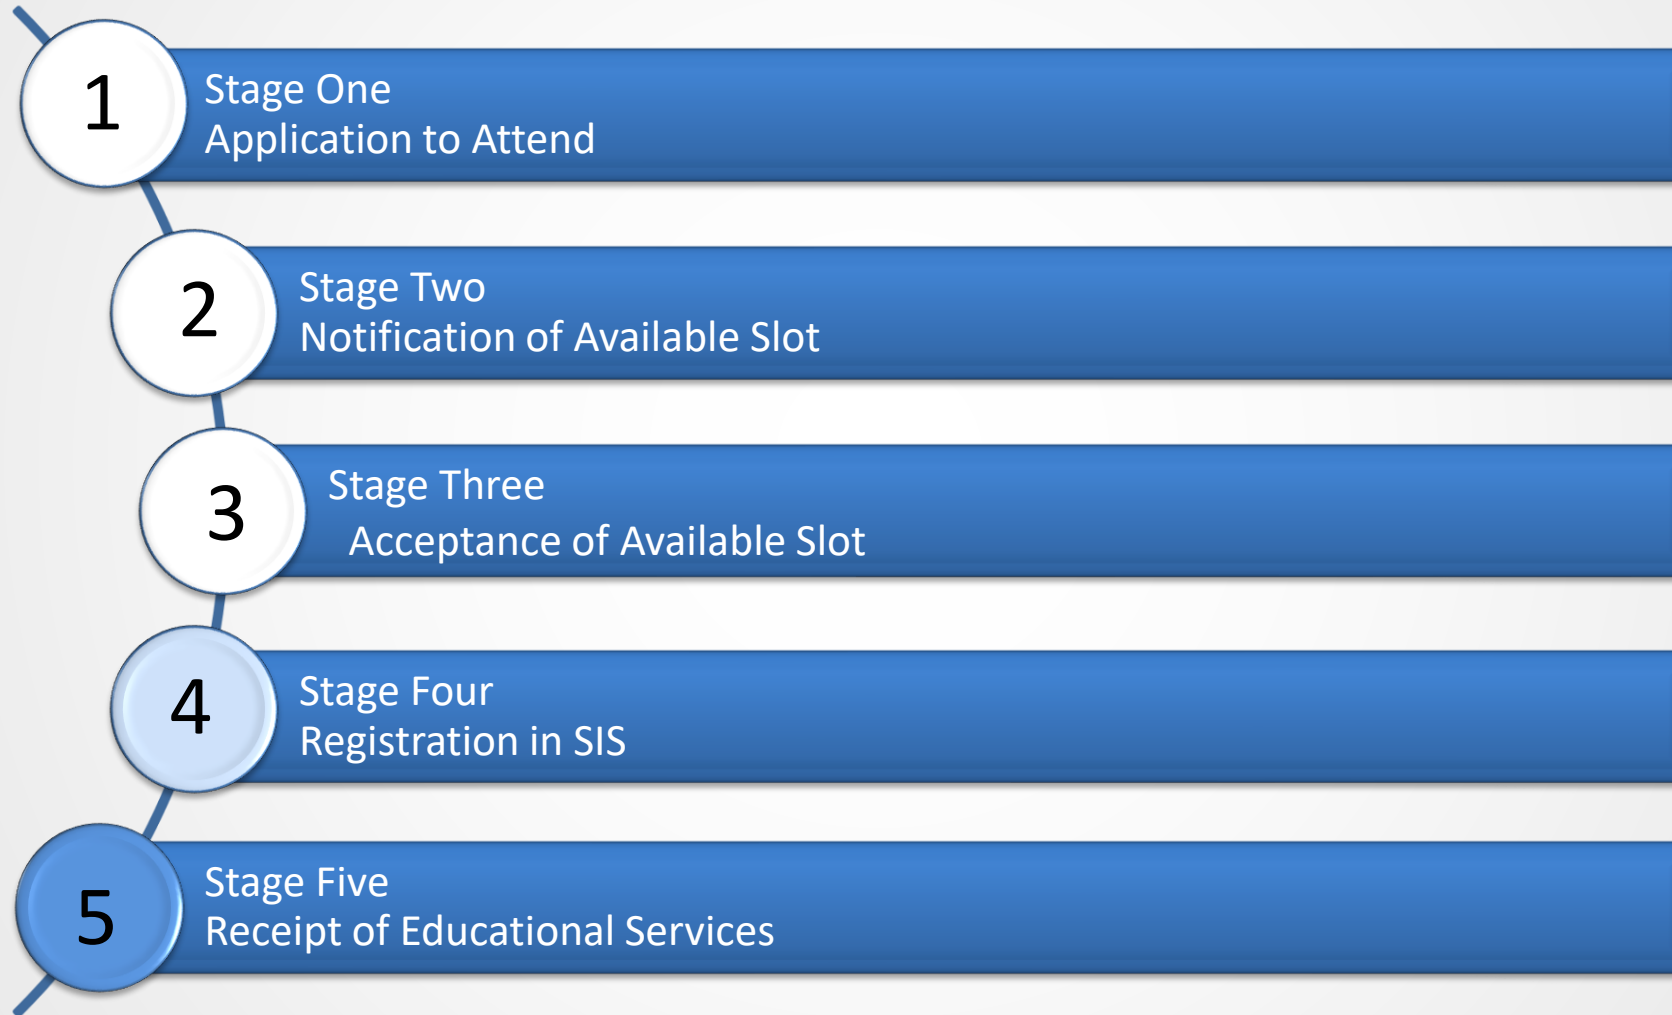 1
Stage One
Application to Attend
2
Stage Two
Notification of Available Slot
3
Stage Three
Acceptance of Available Slot
4
Stage Four
Registration in SIS
5
Stage Five
Receipt of Educational Services